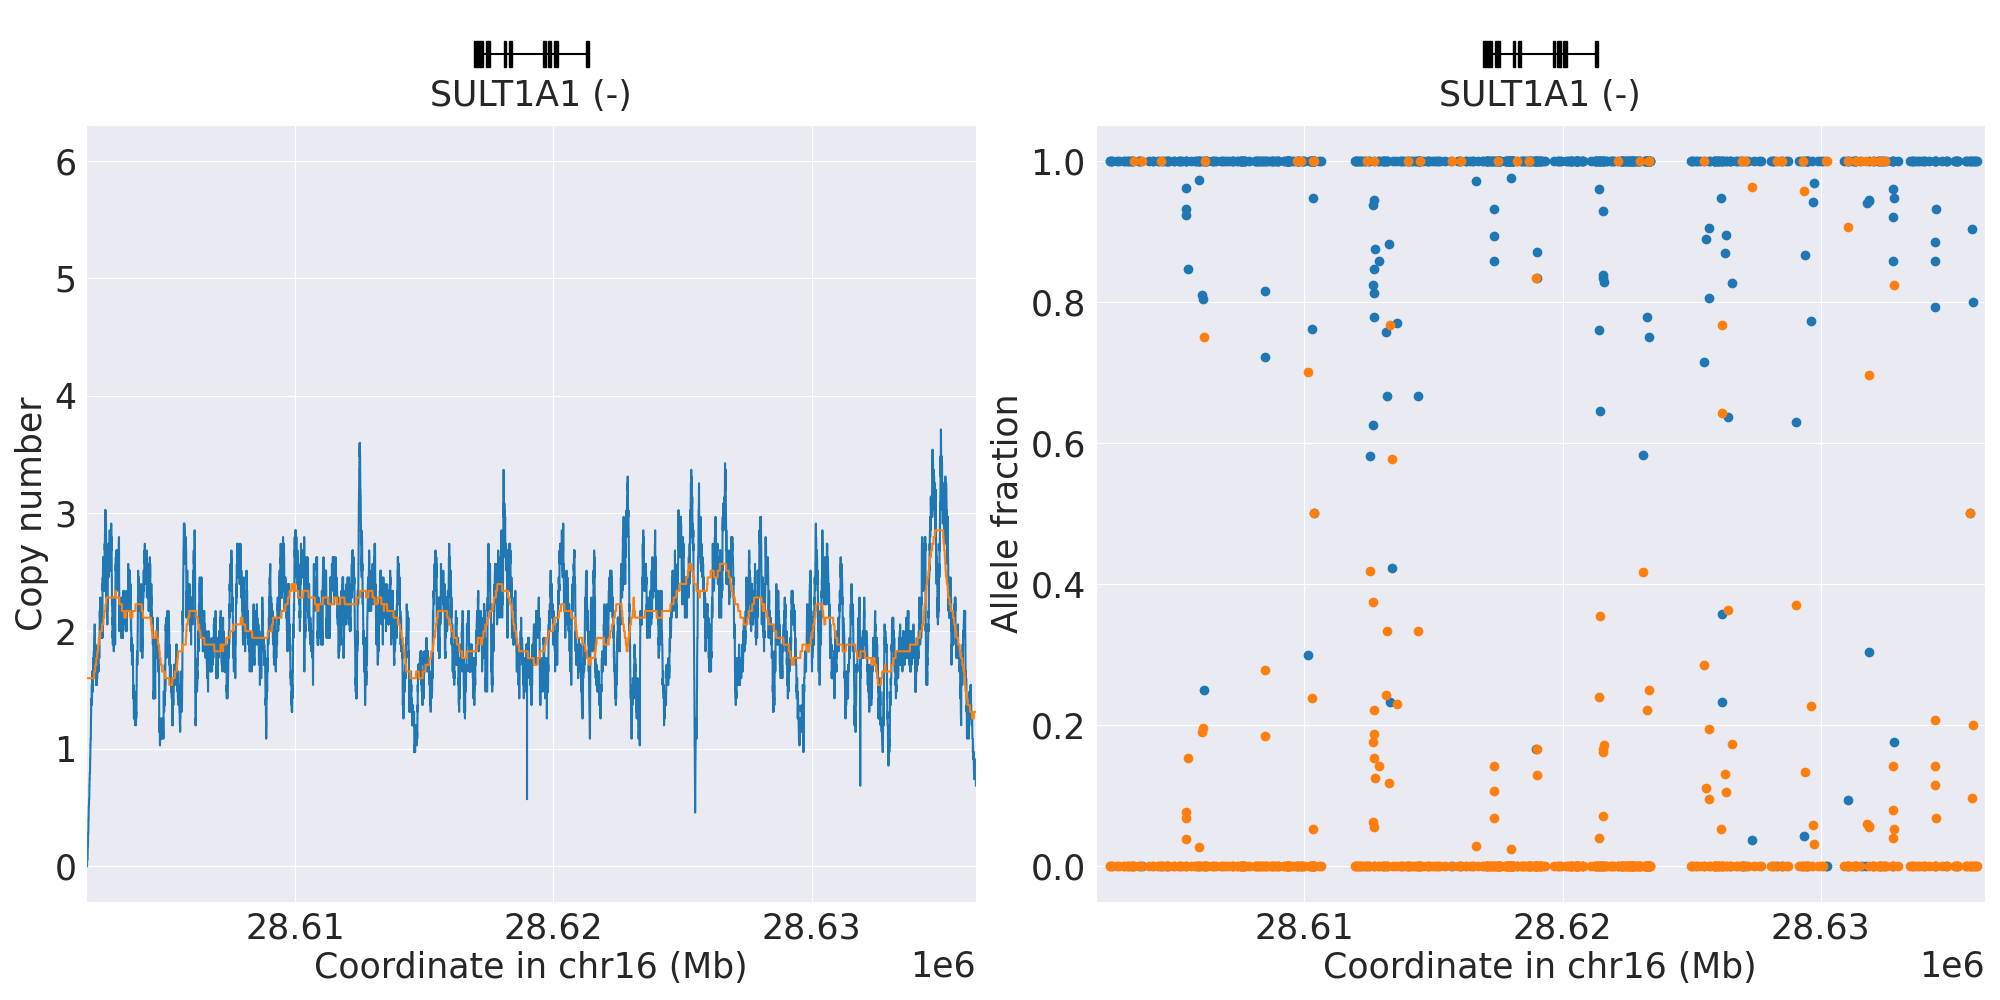 SULT1A1 (-)
6
5
4
3
2
1
0
Copy number
28.61
28.62
28.63
Coordinate in chr16 (Mb)
1e6
SULT1A1 (-)
1.0
0.8
0.6
0.4
0.2
0.0
Allele fraction
28.61
28.62
28.63
Coordinate in chr16 (Mb)
1e6